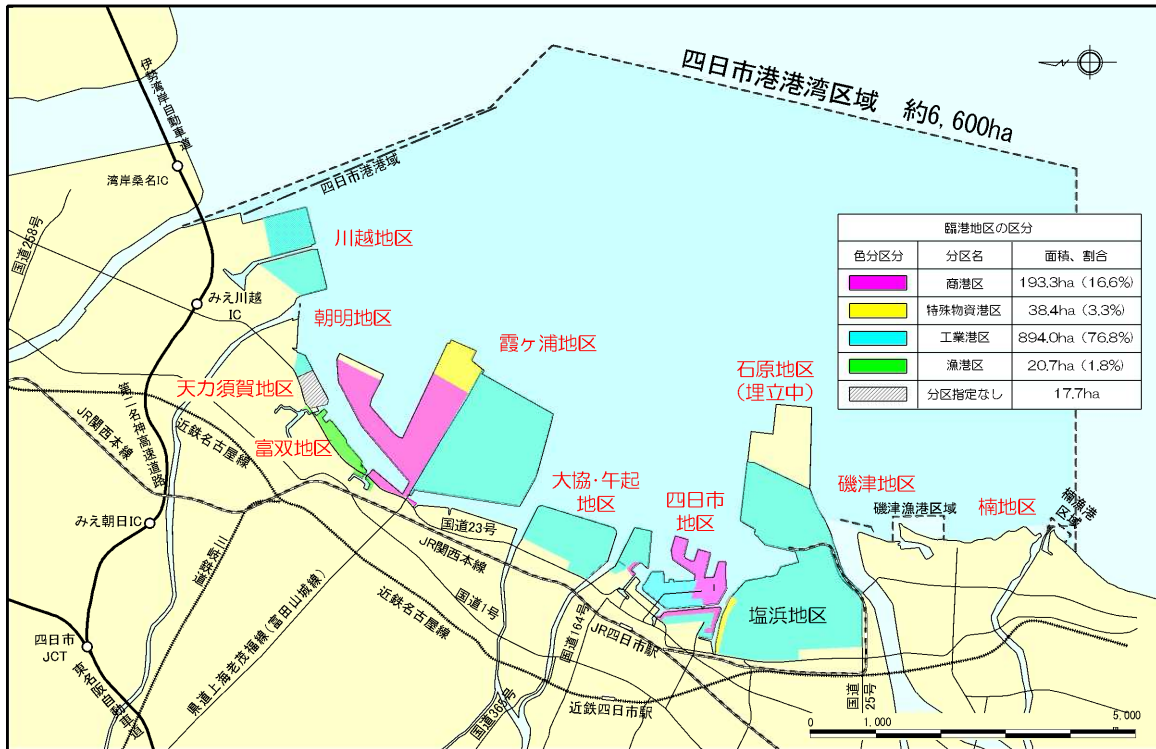 四日市港港湾区域 約6,600ha
四日市港港域
伊勢湾岸自動車道
湾岸桑名IC
国道258号
川越地区
みえ川越
IC
朝明地区
霞ヶ浦地区
天力須賀地区
富双地区
石原地区
(埋立中)
大協・午起
地区
四日市
地区
磯津地区
磯津漁港区域
楠地区
楠漁港
区域
塩浜地区
臨港地区の区分
色分区分 分区名 面積、割合
商港区 193.3ha (16.6%)
特殊物資港区 38.4ha (3.3%)
工業港区 894.0ha (76.8%)
漁港区 20.7ha (1.8%)
分区指定なし 17.7ha
第二名神高速道路
JR関西本線
近鉄名古屋線
みえ朝日IC
三岐鉄道
国道23号
JR関西本線
国道1号
近鉄名古屋線
国道164号
JR四日市駅
県道上海老茂福線(富田山城線)
四日市
JCT
東名阪自動車道
国道365号
近鉄四日市駅
国道
25号
0 1,000 5,000
m